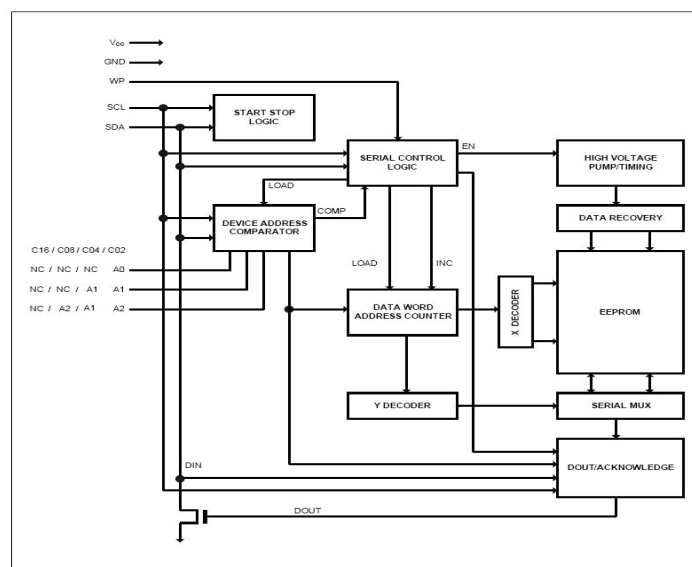 Vcc
GND
WP
SCL
SDA
START STOP
LOGIC
SERIAL CONTROL
LOGIC
EN
HIGH VOLTAGE
PUMP/TIMING
LOAD
COMP
DEVICE ADDRESS
COMPARATOR
DATA RECOVERY
C16 / C08 / C04 / C02
NC / NC / NC A0
NC / NC / A1 A1
NC / A2 / A1 A2
LOAD
INC
DATA WORD
ADDRESS COUNTER
X DECODER
EEPROM
Y DECODER
SERIAL MUX
DIN
DOUT/ACKNOWLEDGE
DOUT